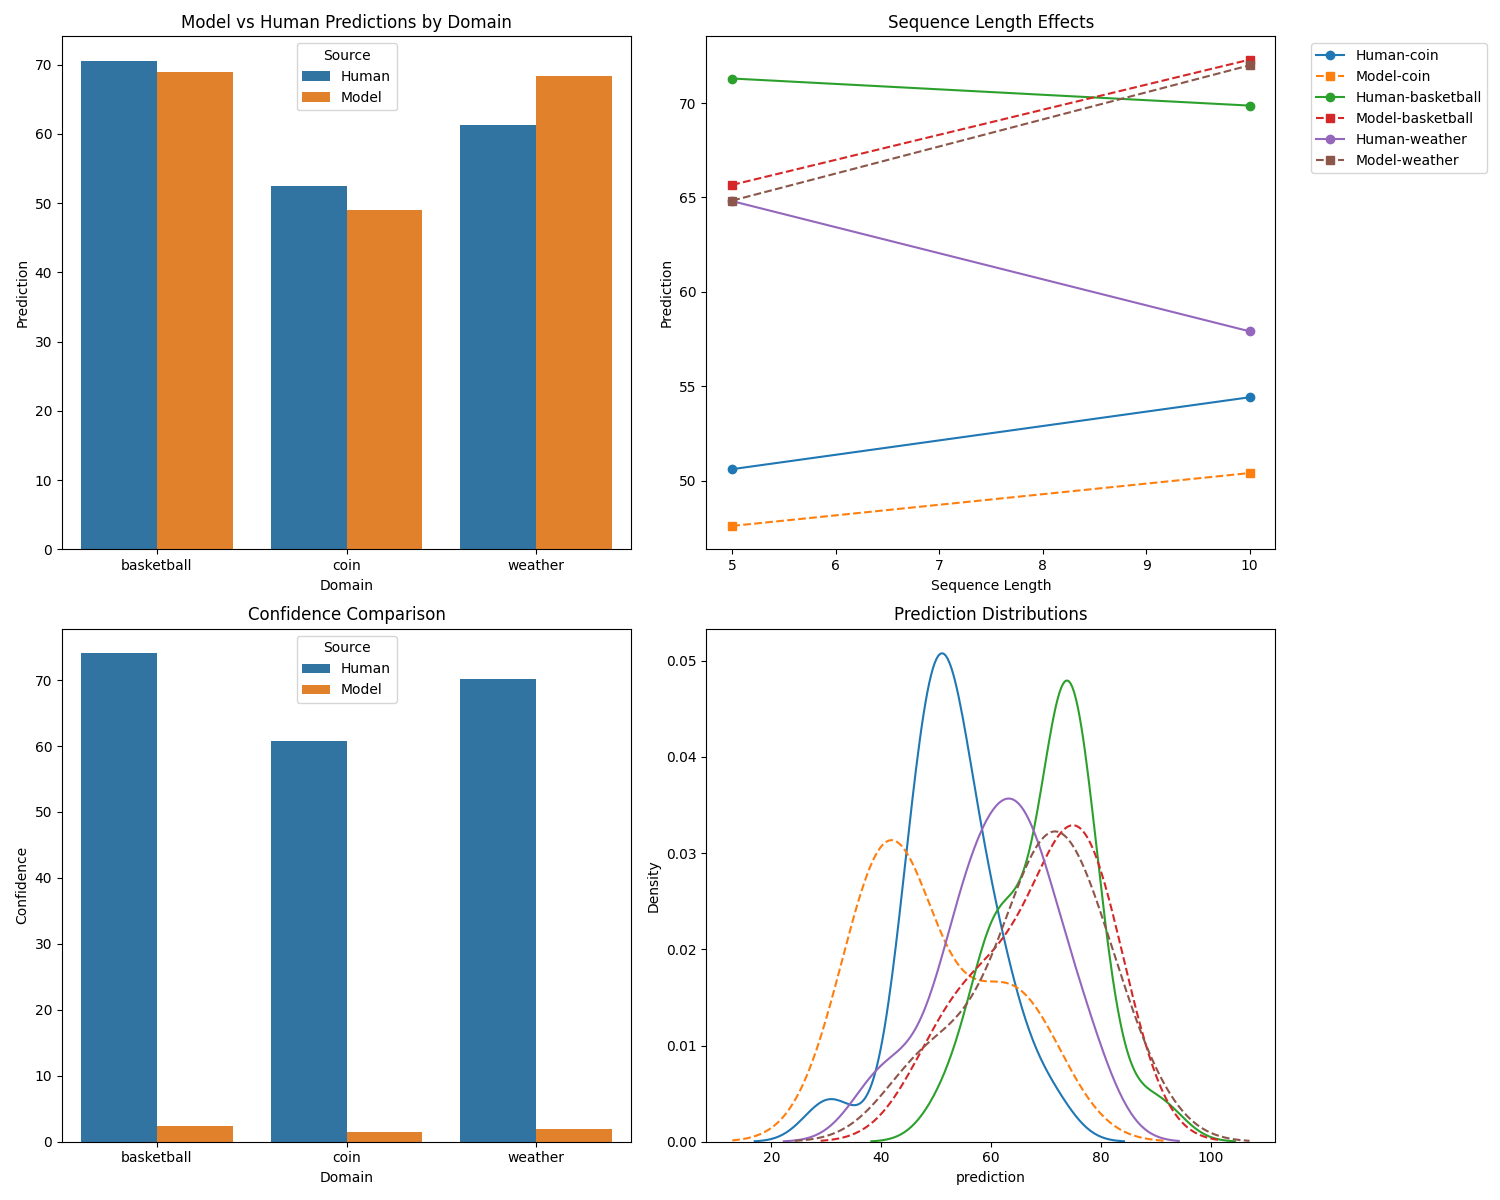 Model vs Human Predictions by Domain
Source
Human
Model
Prediction
70
60
50
40
30
20
10
0
basketball coin weather
Domain
Sequence Length Effects
Prediction
70
65
60
55
50
5 6 7 8 9 10
Sequence Length
Human-coin
Model-coin
Human-basketball
Model-basketball
Human-weather
Model-weather
Confidence Comparison
Source
Human
Model
Confidence
70
60
50
40
30
20
10
0
basketball coin weather
Domain
Prediction Distributions
Density
0.05
0.04
0.03
0.02
0.01
0.00
20 40 60 80 100
prediction